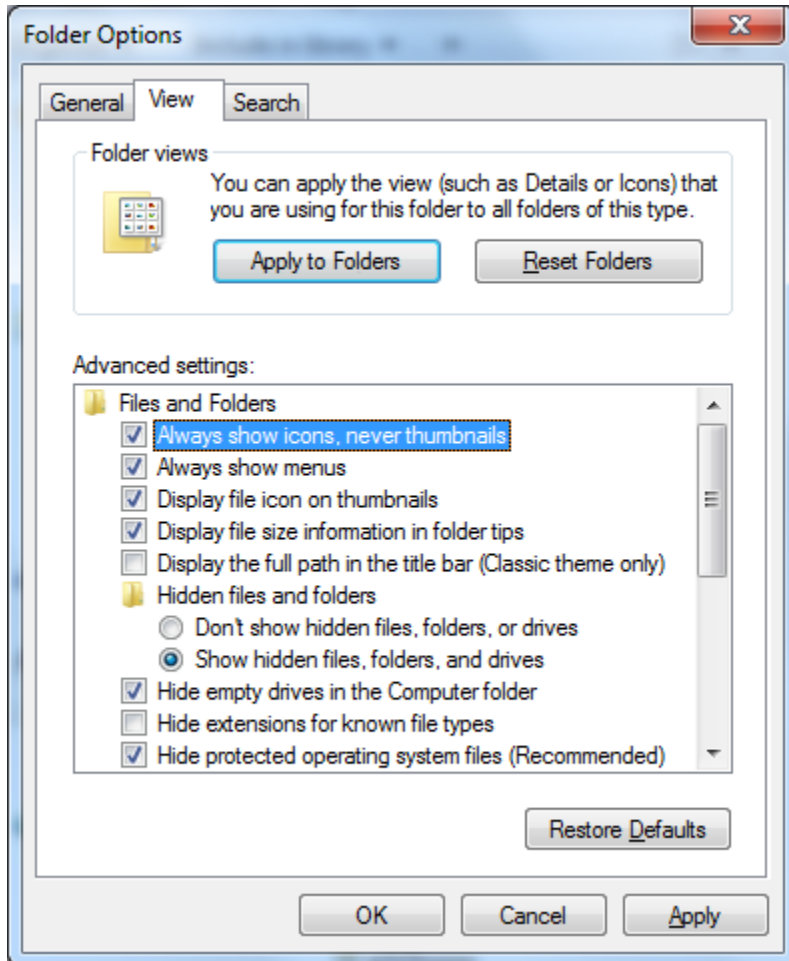 Folder Options
General View Search
Folder views
You can apply the view (such as Details or Icons) that
you are using for this folder to all folders of this type.
Apply to Folders Reset Folders
Advanced settings:
Files and Folders
Always show icons, never thumbnails
Always show menus
Display file icon on thumbnails
Display file size information in folder tips
Display the full path in the title bar (Classic theme only)
Hidden files and folders
Don't show hidden files, folders, or drives
Show hidden files, folders, and drives
Hide empty drives in the Computer folder
Hide extensions for known file types
Hide protected operating system files (Recommended)
Restore Defaults
OK Cancel Apply